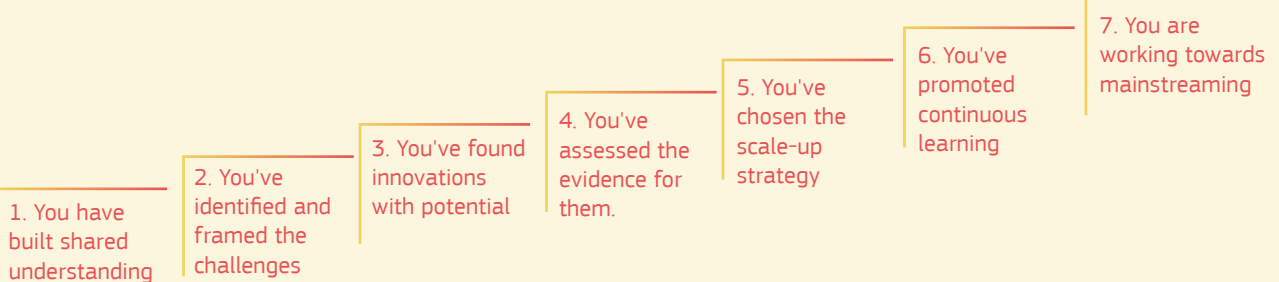 1. You have
built shared
understanding
2. You've
identified and
framed the
challenges
3. You've found
innovations
with potential
4. You've
assessed the
evidence for
them.
5. You've
chosen the
scale-up
strategy
6. You've
promoted
continuous
learning
7. You are
working towards
mainstreaming